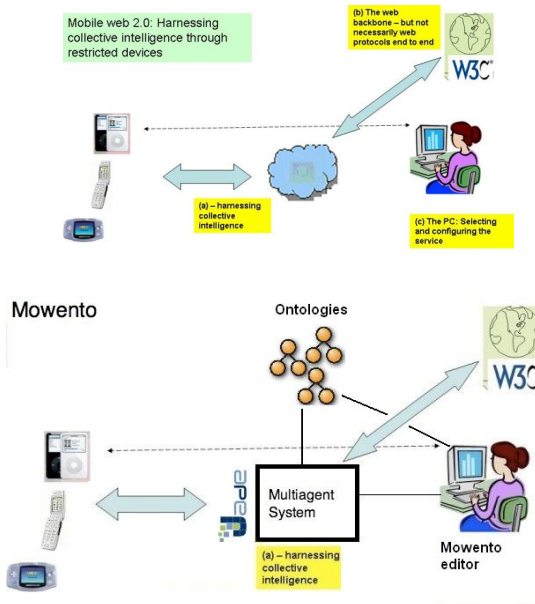 Mobile web 2.0: Harnessing
collective intelligence through
restricted devices
(b) The web
backbone – but not
necessarily web
protocols end to end
W3C
(a) – harnessing
collective
intelligence
(c) The PC: Selecting
and configuring the
service
Mowento
Ontologies
W3C
Multiagent
System
(a) – harnessing
collective
intelligence
Mowento
editor